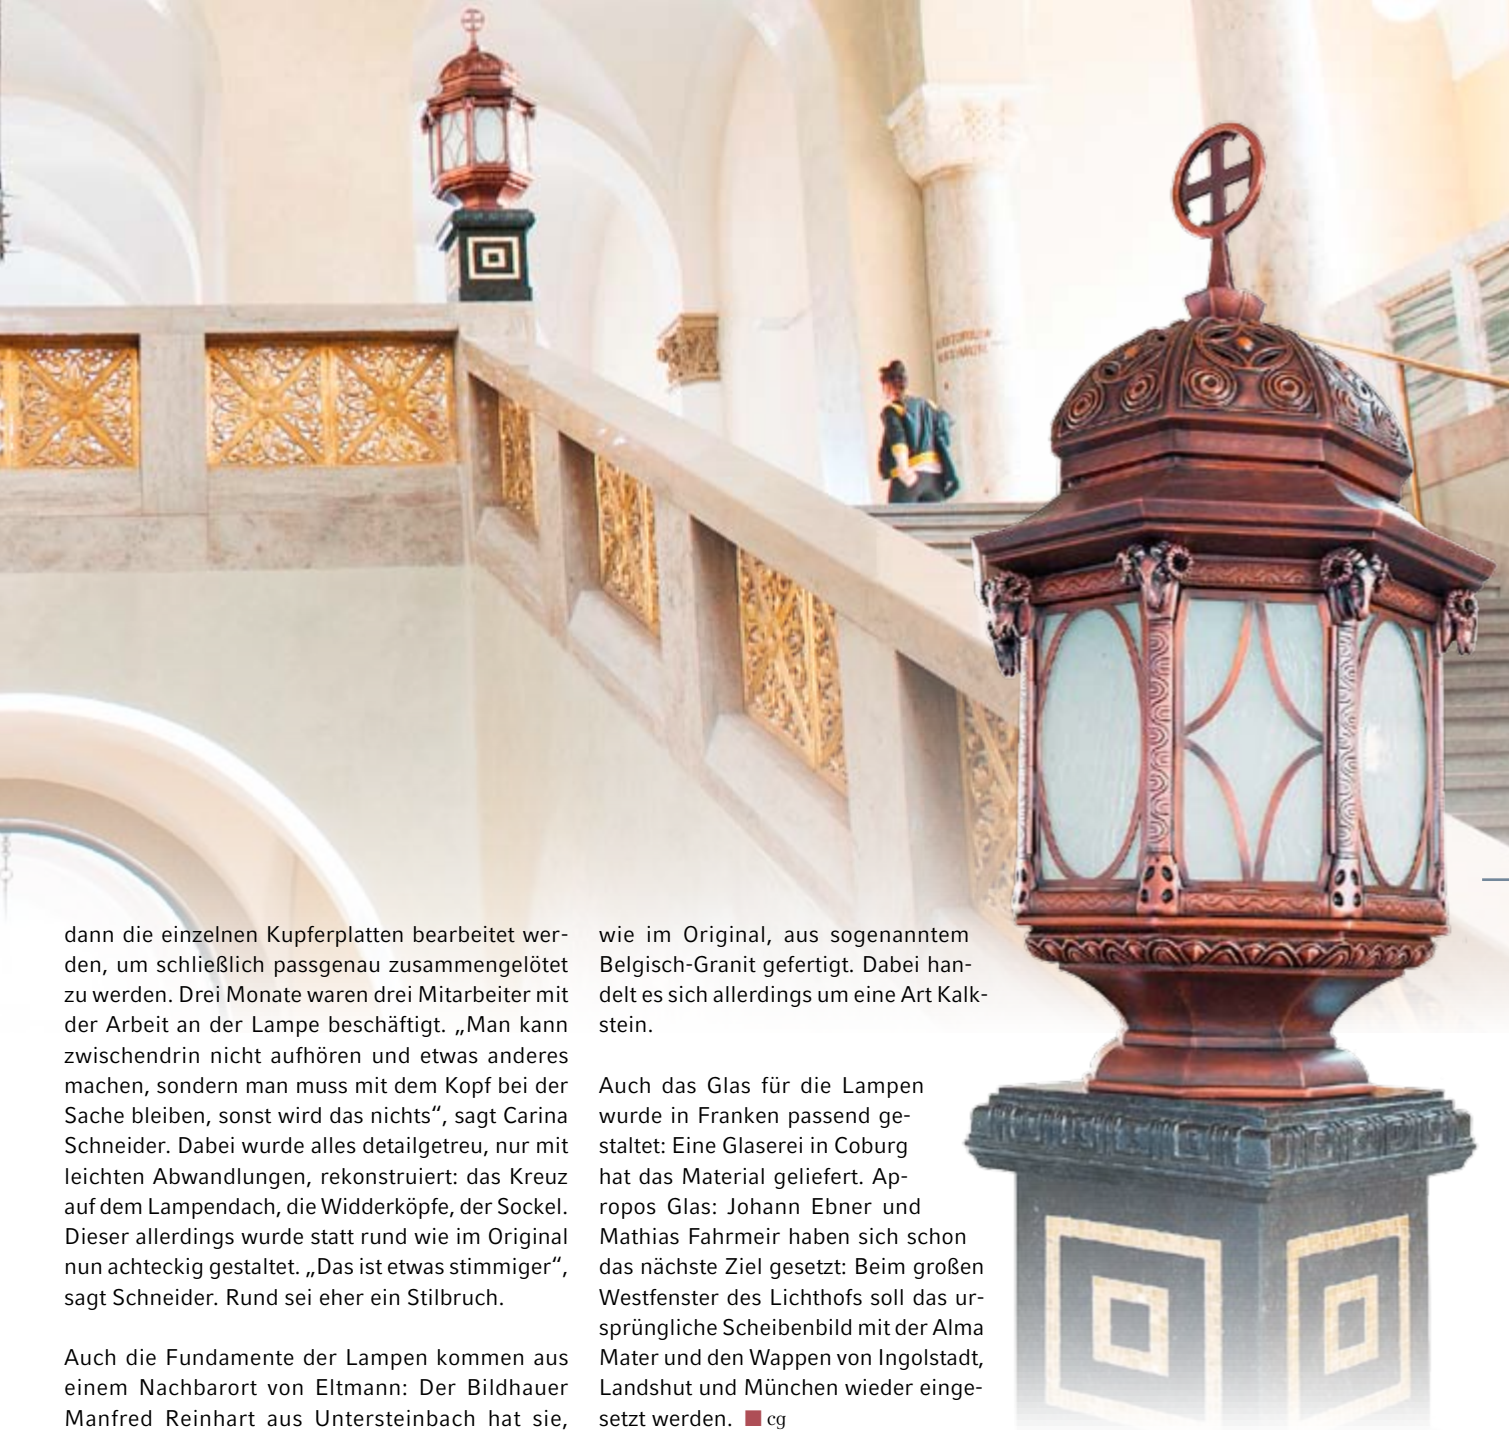 dann die einzelnen Kupferplatten bearbeitet wer-
den, um schließlich passgenau zusammengelötet
zu werden. Drei Monate waren drei Mitarbeiter mit
der Arbeit an der Lampe beschäftigt. „Man kann
zwischendrin nicht aufhören und etwas anderes
machen, sondern man muss mit dem Kopf bei der
Sache bleiben, sonst wird das nichts“, sagt Carina
Schneider. Dabei wurde alles detailgetreu, nur mit
leichten Abwandlungen, rekonstruiert: das Kreuz
auf dem Lampendach, die Widderköpfe, der Sockel.
Dieser allerdings wurde statt rund wie im Original
nun achteckig gestaltet. „Das ist etwas stimmiger“,
sagt Schneider. Rund sei eher ein Stilbruch.
Auch die Fundamente der Lampen kommen aus
einem Nachbarort von Eltmann: Der Bildhauer
Manfred Reinhart aus Untersteinbach hat sie,
wie im Original, aus sogenanntem
Belgisch-Granit gefertigt. Dabei han-
delt es sich allerdings um eine Art Kalk-
stein.
Auch das Glas für die Lampen
wurde in Franken passend ge-
staltet: Eine Glaserei in Coburg
hat das Material geliefert. Ap-
ropos Glas: Johann Ebner und
Mathias Fahrmeir haben sich schon
das nächste Ziel gesetzt: Beim großen
Westfenster des Lichthofs soll das ur-
sprüngliche Scheibenbild mit der Alma
Mater und den Wappen von Ingolstadt,
Landshut und München wieder einge-
setzt werden. ■ cg